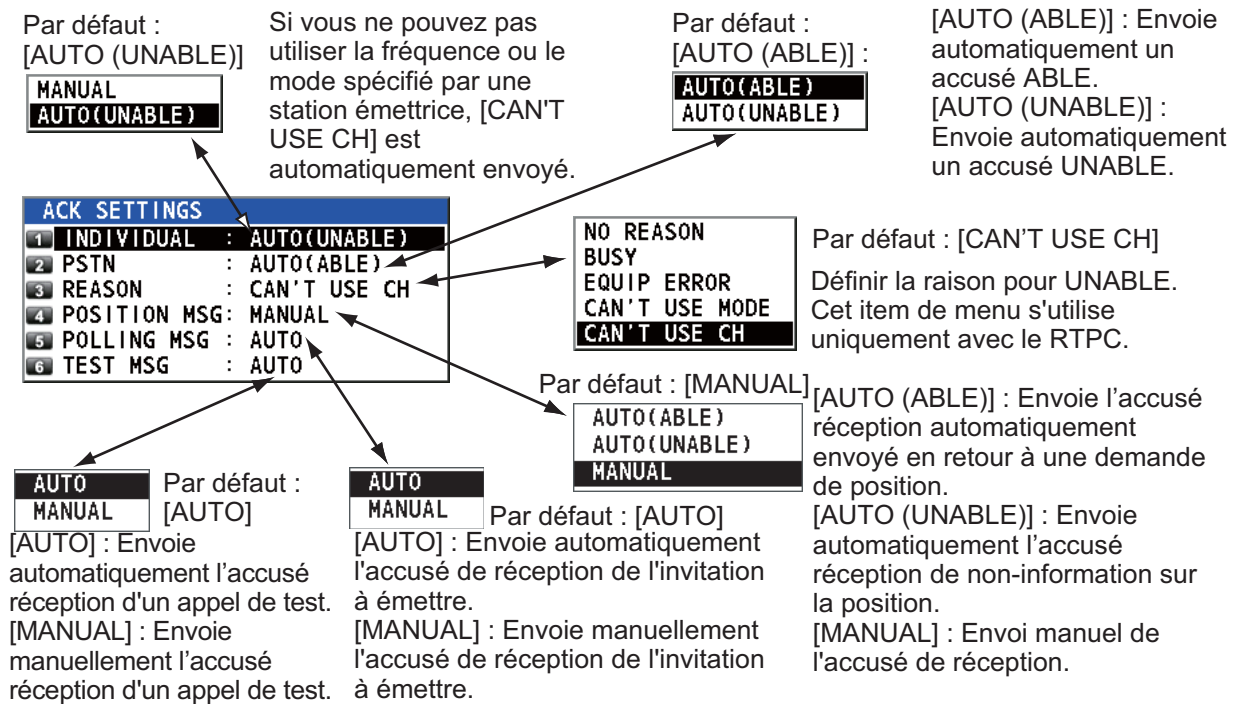 Par défaut :
[AUTO (UNABLE)]
MANUAL
AUTO(UNABLE)
Si vous ne pouvez pas
utiliser la fréquence ou le
mode spécifié par une
station émettrice, [CAN'T
USE CH] est
automatiquement envoyé.
Par défaut :
[AUTO (ABLE)] :
AUTO(ABLE)
AUTO(UNABLE)
[AUTO (ABLE)] : Envoie
automatiquement un
accusé ABLE.
[AUTO (UNABLE)] :
Envoie automatiquement
un accusé UNABLE.
ACK SETTINGS
1 INDIVIDUAL : AUTO(UNABLE)
2 PSTN : AUTO(ABLE)
3 REASON : CAN'T USE CH
4 POSITION MSG: MANUAL
5 POLLING MSG : AUTO
6 TEST MSG : AUTO
NO REASON
BUSY
EQUIP ERROR
CAN'T USE MODE
CAN'T USE CH
Par défaut : [CAN’T USE CH]
Définir la raison pour UNABLE.
Cet item de menu s'utilise
uniquement avec le RTPC.
Par défaut : [MANUAL]
AUTO(ABLE)
AUTO(UNABLE)
MANUAL
[AUTO (ABLE)] : Envoie l’accusé
réception automatiquement
envoyé en retour à une demande
de position.
[AUTO (UNABLE)] : Envoie
automatiquement l’accusé
réception de non-information sur
la position.
[MANUAL] : Envoi manuel de
l'accusé de réception.
AUTO
MANUAL
Par défaut :
[AUTO]
[AUTO] : Envoie
automatiquement l’accusé
réception d'un appel de test.
[MANUAL] : Envoie
manuellement l’accusé
réception d'un appel de test.
AUTO
MANUAL
Par défaut : [AUTO]
[AUTO] : Envoie automatiquement
l'accusé de réception de l'invitation
à émettre.
[MANUAL] : Envoie manuellement
l'accusé de réception de l'invitation
à émettre.